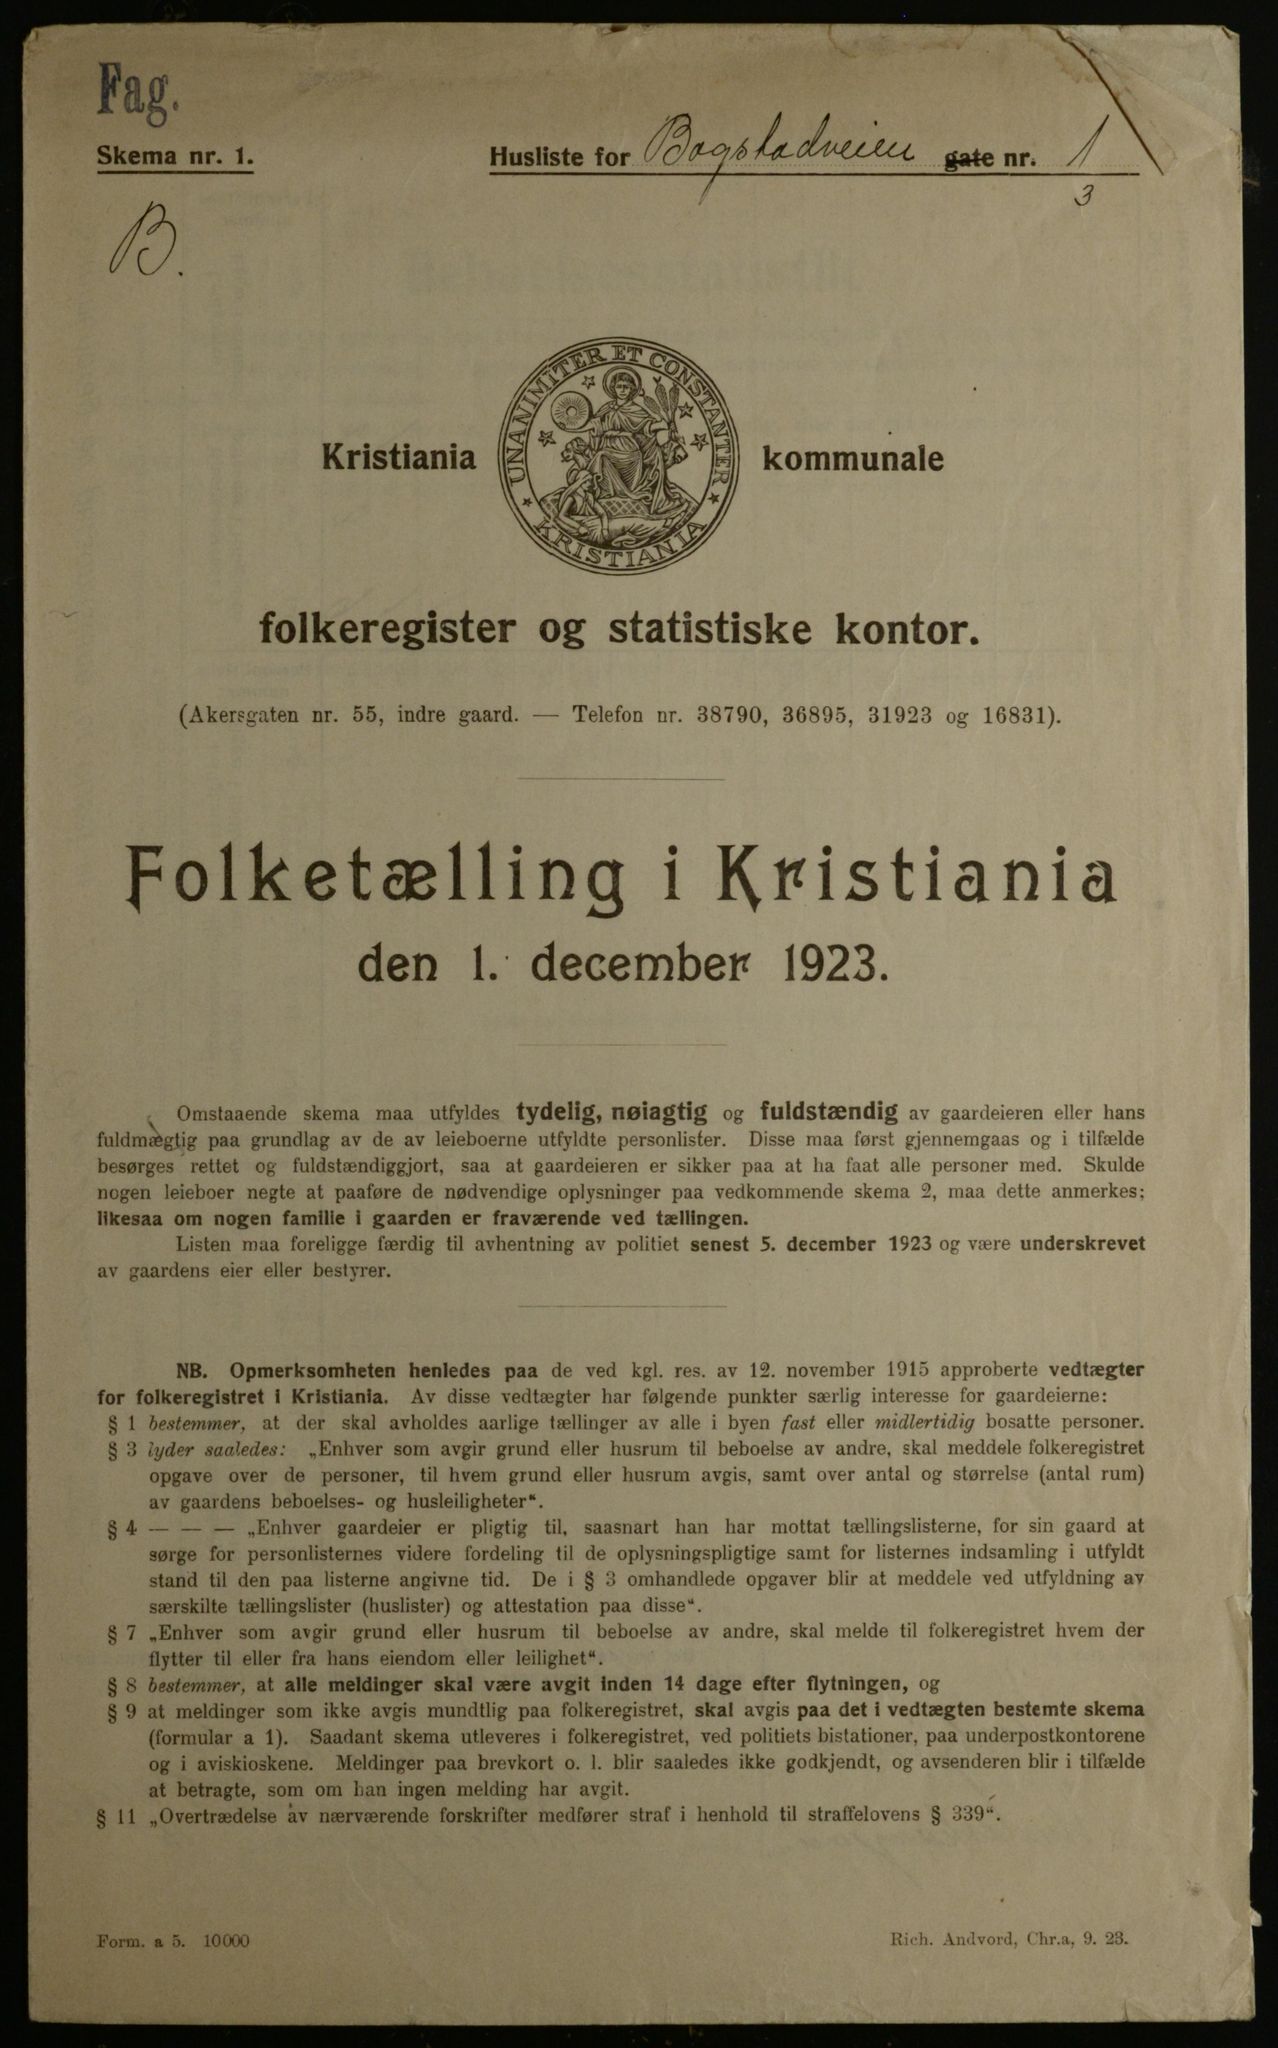 Fag.
Skema nr. 1.
Husliste for Bogstadveien gate nr. 1
3
B.
UNANIMITER ET CONSTANTER
KRISTIANIA
Kristiania kommunale
folkeregister og statistiske kontor.
(Akersgaten nr. 55, indre gaard. — Telefon nr. 38790, 36895, 31923 og 16831).
Folketælling i Kristiania
den 1. december 1923.
Omstaaende skema maa utfyldes tydelig, nøiagtig og fuldstændig av gaardeieren eller hans
fuldmægtig paa grundlag av de av leieboerne utfyldte personlister. Disse maa først gjennemgaas og i tilfælde
besørges rettet og fuldstændiggjort, saa at gaardeieren er sikker paa at ha faat alle personer med. Skulde
nogen leieboer negte at paaføre de nødvendige oplysninger paa vedkommende skema 2, maa dette anmerkes;
likesaa om nogen familie i gaarden er fraværende ved tællingen.
Listen maa foreligge færdig til avhentning av politiet senest 5. december 1923 og være underskrevet
av gaardens eier eller bestyrer.
NB. Opmerksomheten henledes paa de ved kgl. res. av 12. november 1915 approberte vedtægter
for folkeregistret i Kristiania. Av disse vedtægter har følgende punkter særlig interesse for gaardeierne:
§ 1 bestemmer, at der skal avholdes aarlige tællinger av alle i byen fast eller midlertidig bosatte personer.
§ 3 lyder saaledes: „Enhver som avgir grund eller husrum til beboelse av andre, skal meddele folkeregistret
opgave over de personer, til hvem grund eller husrum avgis, samt over antal og størrelse (antal rum)
av gaardens beboelses- og husleiligheter“.
§ 4 — — — „Enhver gaardeier er pligtig til, saasnart han har mottat tællingslisterne, for sin gaard at
sørge for personlisternes videre fordeling til de oplysningspligtige samt for listernes indsamling i utfyldt
stand til den paa listerne angivne tid. De i § 3 omhandlede opgaver blir at meddele ved utfyldning av
særskilte tællingslister (huslister) og attestation paa disse“.
§ 7 „Enhver som avgir grund eller husrum til beboelse av andre, skal melde til folkeregistret hvem der
flytter til eller fra hans eiendom eller leilighet“.
§ 8 bestemmer, at alle meldinger skal være avgit inden 14 dage efter flytningen, og
§ 9 at meldinger som ikke avgis mundtlig paa folkeregistret, skal avgis paa det i vedtægten bestemte skema
(formular a 1). Saadant skema utleveres i folkeregistret, ved politiets bistationer, paa underpostkontorene
og i aviskioskene. Meldinger paa brevkort o. l. blir saaledes ikke godkjendt, og avsenderen blir i tilfælde
at betragte, som om han ingen melding har avgit.
§ 11 „Overtrædelse av nærværende forskrifter medfører straf i henhold til straffelovens § 339“.
Form. a 5. 10000
Rich. Andvord, Chr.a, 9. 23.